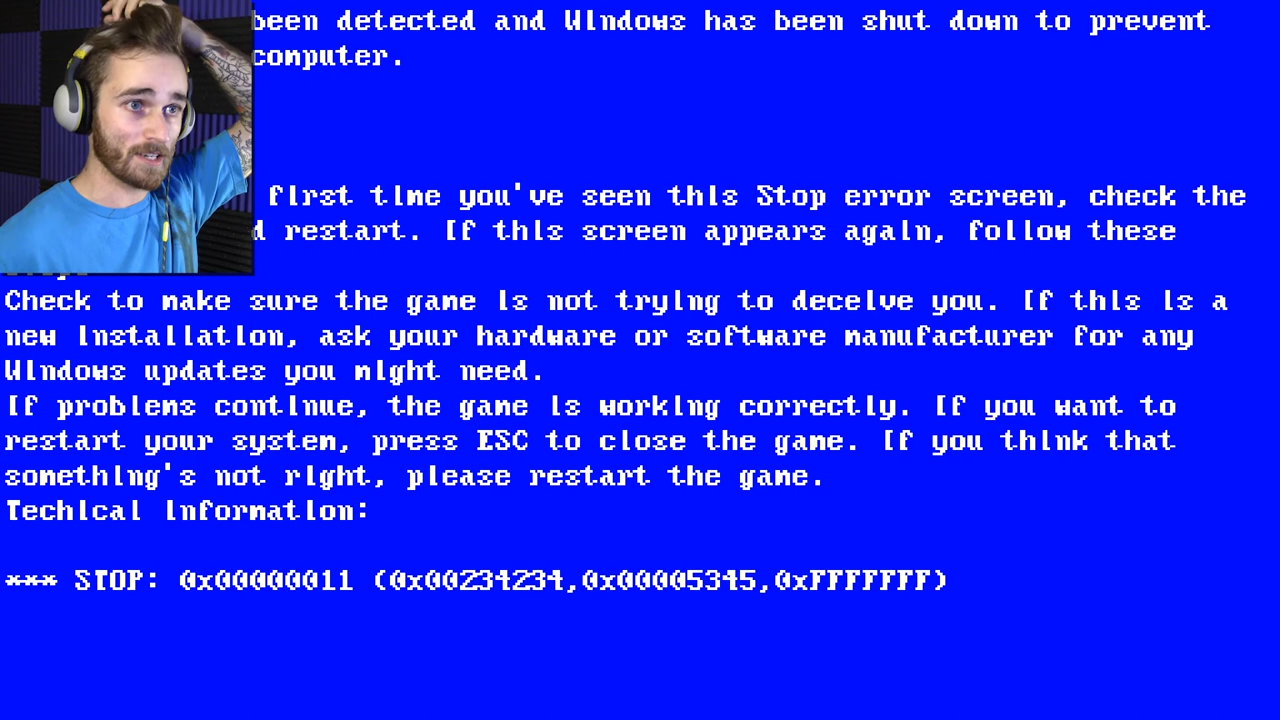 been detected and Windows has been shut down to prevent
computer.
first time you've seen this Stop error screen, check the
restart. If this screen appears again, follow these
Check to make sure the game is not trying to deceive you. If this is a
new installation, ask your hardware or software manufacturer for any
Windows updates you might need.
If problems continue, the game is working correctly. If you want to
restart your system, press ESC to close the game. If you think that
something's not right, please restart the game.
Techical information:
*** STOP: 0x00000011 (0x00234234,0x00005345,0xFFFFFFF)